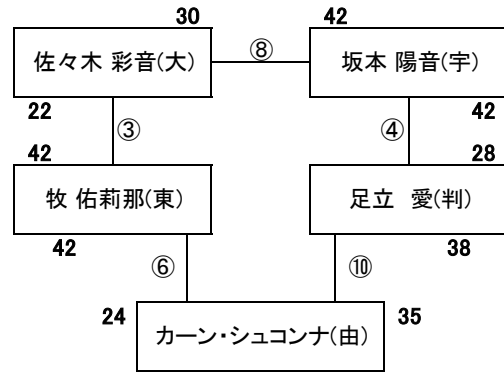 30 42
佐々木 彩音(大) ⑧ 坂本 陽音(宇)
22 42
③ ④
42 28
牧 佑莉那(東) 足立 愛(判)
42 38
⑥ ⑩
24 カーン・シュコンナ(由) 35